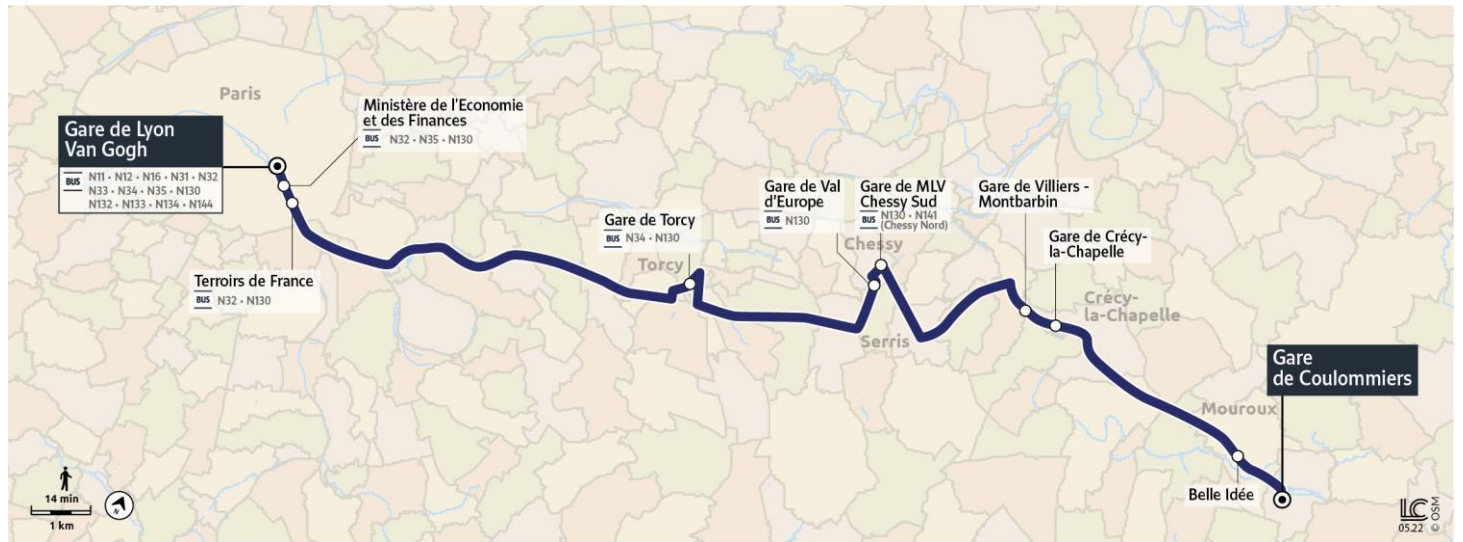 Paris
Gare de Lyon
Van Gogh
BUS N11 • N12 • N16 • N31 • N32
N33 • N34 • N35 • N130
N132 • N133 • N134 • N144
Ministère de l'Economie
et des Finances
BUS N32 • N35 • N130
Terroirs de France
BUS N32 • N130
Gare de Torcy
BUS N34 • N130
Torcy
Gare de Val
d'Europe
BUS N130
Gare de MLV
Chessy Sud
BUS N130 • N141
(Chessy Nord)
Chessy
Serris
Gare de Villiers -
Montbarbin
Gare de Crécy-
la-Chapelle
Crécy-
la-Chapelle
Gare
de Coulommiers
Mouroux
Belle Idée
14 min
1 km
N
LC
05.22 © OSM